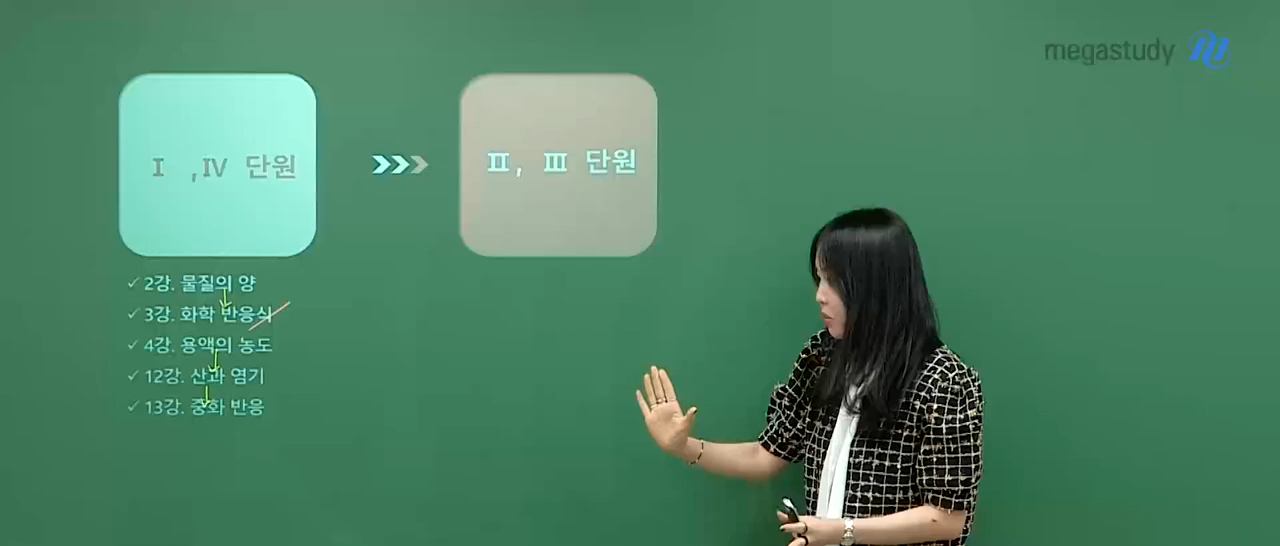 megastudy
Ⅰ ,Ⅳ 단원
Ⅱ, Ⅲ 단원
✓ 2강. 물질의 양
✓ 3강. 화학 반응식
✓ 4강. 용액의 농도
✓ 12강. 산과 염기
✓ 13강. 중화 반응